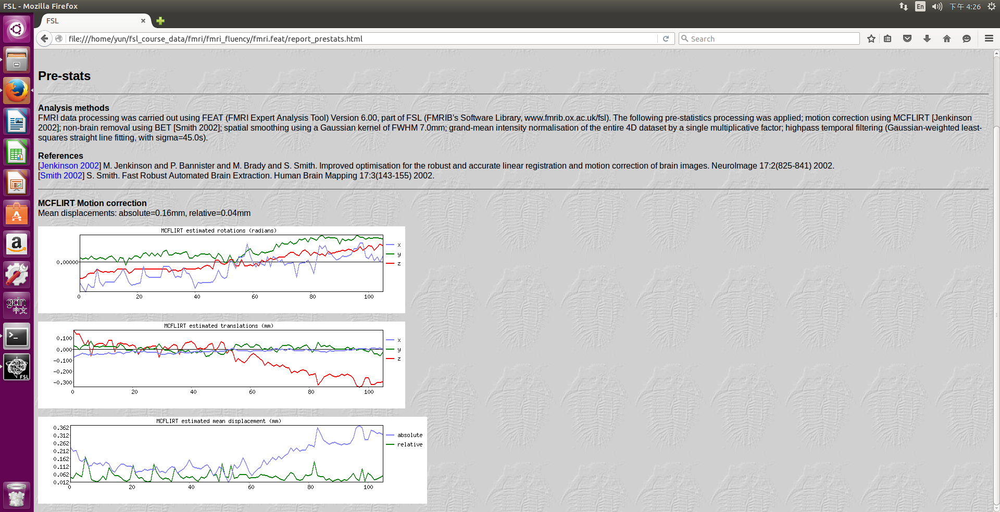 FSL - Mozilla Firefox
En
下午 4:26
FSL
file:///home/yun/fsl_course_data/fmri/fmri_fluency/fmri.feat/report_prestats.html
Search
Pre-stats
Analysis methods
FMRI data processing was carried out using FEAT (FMRI Expert Analysis Tool) Version 6.00, part of FSL (FMRIB's Software Library, www.fmrib.ox.ac.uk/fsl). The following pre-statistics processing was applied; motion correction using MCFLIRT [Jenkinson
2002]; non-brain removal using BET [Smith 2002]; spatial smoothing using a Gaussian kernel of FWHM 7.0mm; grand-mean intensity normalisation of the entire 4D dataset by a single multiplicative factor; highpass temporal filtering (Gaussian-weighted least-
squares straight line fitting, with sigma=45.0s).
References
[Jenkinson 2002] M. Jenkinson and P. Bannister and M. Brady and S. Smith. Improved optimisation for the robust and accurate linear registration and motion correction of brain images. NeuroImage 17:2(825-841) 2002.
[Smith 2002] S. Smith. Fast Robust Automated Brain Extraction. Human Brain Mapping 17:3(143-155) 2002.
MCFLIRT Motion correction
Mean displacements: absolute=0.16mm, relative=0.04mm
MCFLIRT estimated rotations (radians)
x
y
z
0.00000
0 20 40 60 80 100
MCFLIRT estimated translations (mm)
x
y
z
0.100
0.000
-0.100
-0.200
-0.300
0 20 40 60 80 100
MCFLIRT estimated mean displacement (mm)
absolute
relative
0.362
0.312
0.262
0.212
0.162
0.112
0.062
0.012
0 20 40 60 80 100
a
gcin
中文
>_
FSL